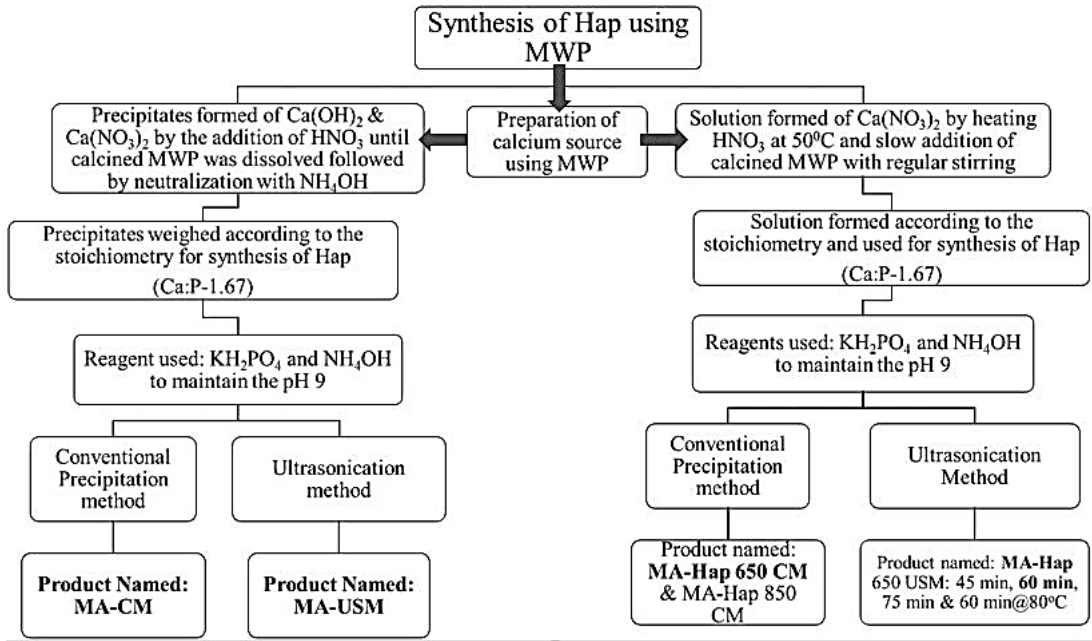 Synthesis of Hap using
MWP
Precipitates formed of Ca(OH)₂ &
Ca(NO₃)₂ by the addition of HNO₃ until
calcined MWP was dissolved followed
by neutralization with NH₄OH
Preparation of
calcium source
using MWP
Solution formed of Ca(NO₃)₂ by heating
HNO₃ at 50⁰C and slow addition of
calcined MWP with regular stirring
Precipitates weighed according to the
stoichiometry for synthesis of Hap
(Ca:P-1.67)
Solution formed according to the
stoichiometry and used for synthesis of Hap
(Ca:P-1.67)
Reagent used: KH₂PO₄ and NH₄OH
to maintain the pH 9
Reagents used: KH₂PO₄ and NH₄OH
to maintain the pH 9
Conventional
Precipitation
method
Ultrasonication
method
Conventional
Precipitation
method
Ultrasonication
Method
Product Named:
MA-CM
Product Named:
MA-USM
Product named:
MA-Hap 650 CM
& MA-Hap 850
CM
Product named: MA-Hap
650 USM: 45 min, 60 min,
75 min & 60 min@80⁰C